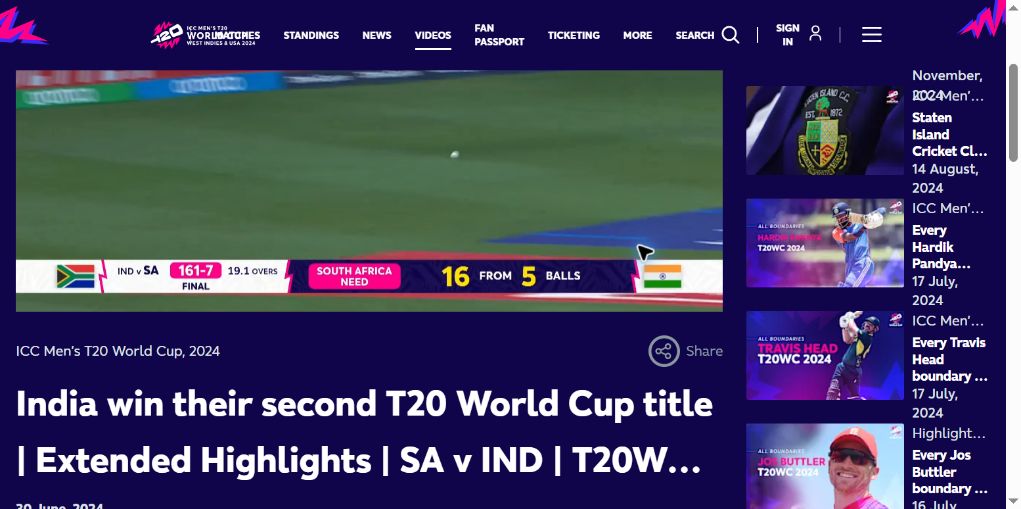 T20
ICC MEN'S T20
WORLD CUP
WEST INDIES & USA 2024
MATCHES
STANDINGS
NEWS
VIDEOS
FAN
PASSPORT
TICKETING
MORE
SEARCH
SIGN
IN
IND v SA 161-7 19.1 OVERS
FINAL
SOUTH AFRICA
NEED
16 FROM 5 BALLS
ICC Men's T20 World Cup, 2024
Share
India win their second T20 World Cup title
| Extended Highlights | SA v IND | T20W...
30 June, 2024
November,
2024
ICC Men'...
Staten
Island
Cricket Cl...
14 August,
2024
EST. 1872
ALL BOUNDARIES
HARDIK PANDYA
T20WC 2024
ICC Men'...
Every
Hardik
Pandya...
17 July,
2024
ALL BOUNDARIES
TRAVIS HEAD
T20WC 2024
ICC Men'...
Every Travis
Head
boundary ...
17 July,
2024
ALL BOUNDARIES
JOS BUTTLER
T20WC 2024
Highlight...
Every Jos
Buttler
boundary ...
16 July,